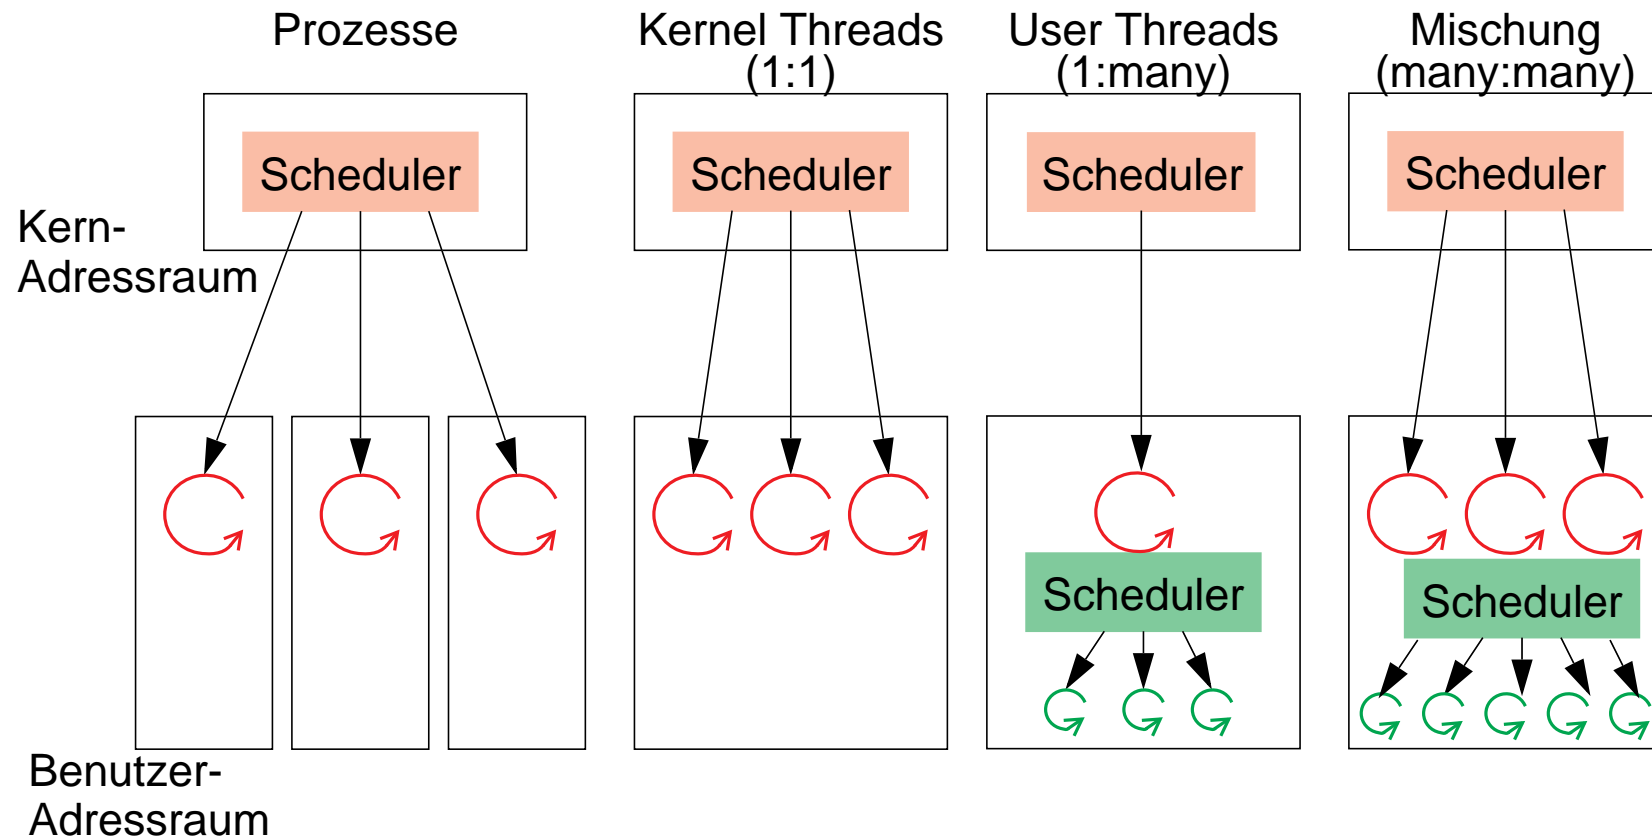 Prozesse
Kernel Threads
(1:1)
User Threads
(1:many)
Mischung
(many:many)
Scheduler
Scheduler
Scheduler
Scheduler
Kern-
Adressraum
Scheduler
Scheduler
Benutzer-
Adressraum